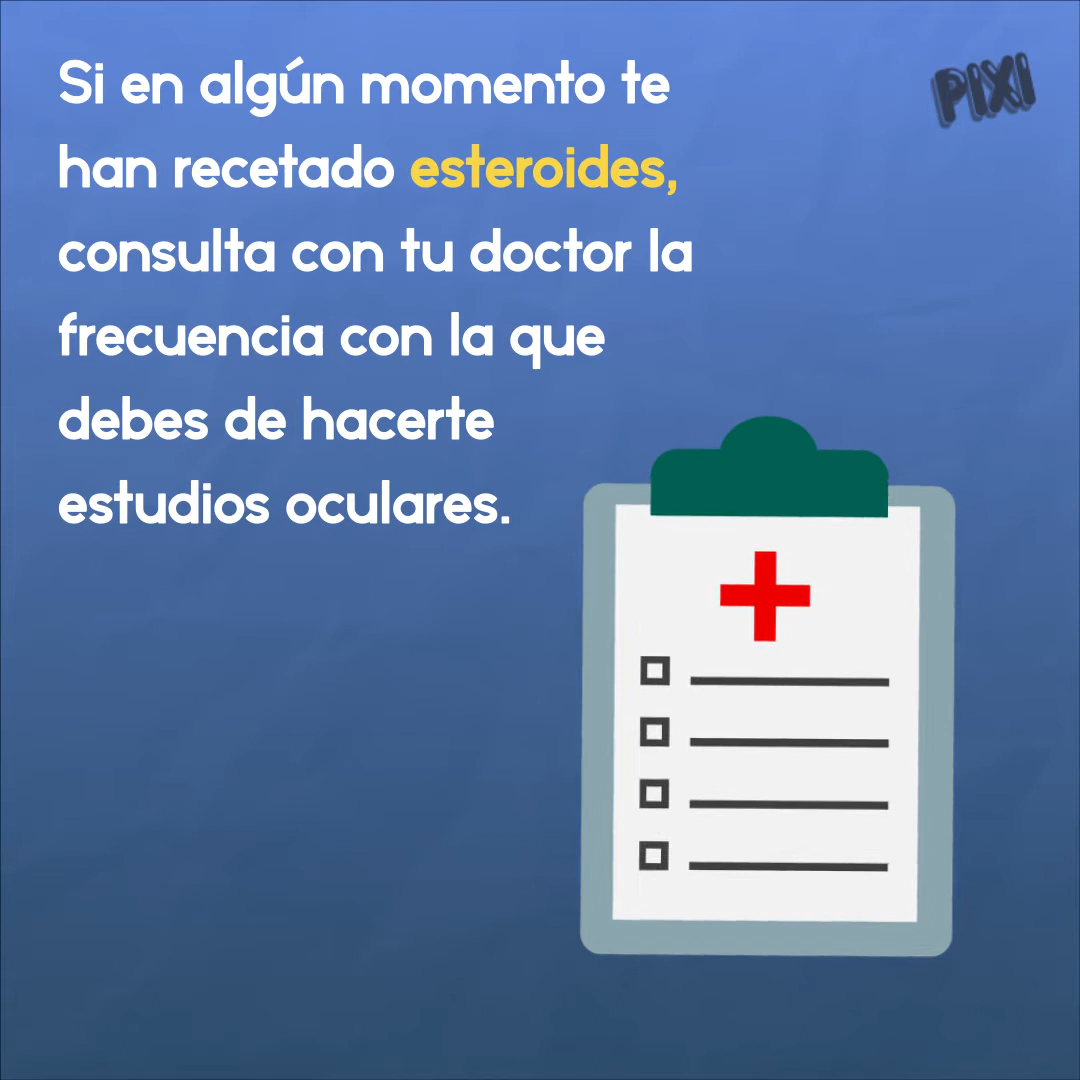 Si en algún momento te
han recetado esteroides,
consulta con tu doctor la
frecuencia con la que
debes de hacerte
estudios oculares.
PIXI